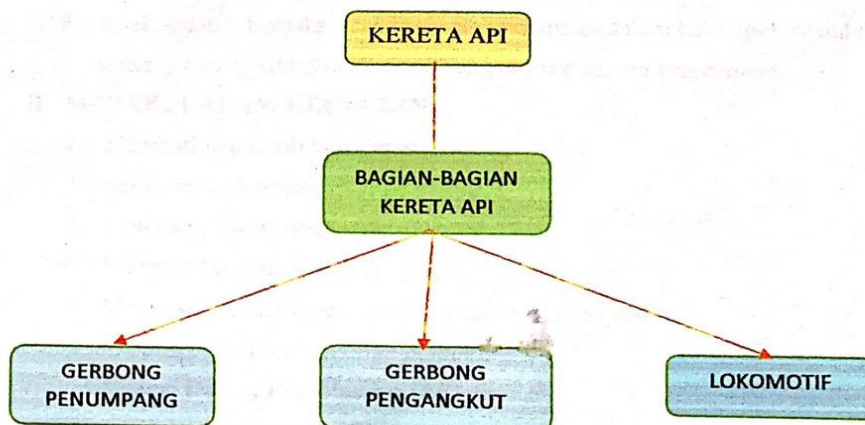 KERETA API
BAGIAN-BAGIAN
KERETA API
GERBONG
PENUMPANG
GERBONG
PENGANGKUT
LOKOMOTIF